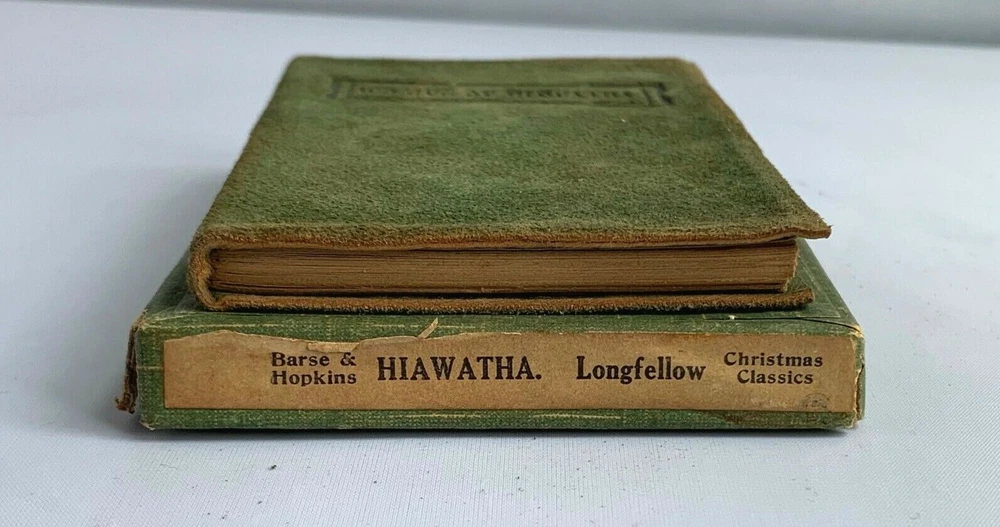 Barse & Hopkins HIAWATHA. Longfellow Christmas Classics